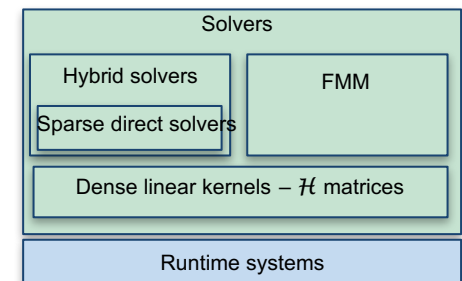 Solvers
Hybrid solvers
FMM
Sparse direct solvers
Dense linear kernels – ℋ matrices
Runtime systems